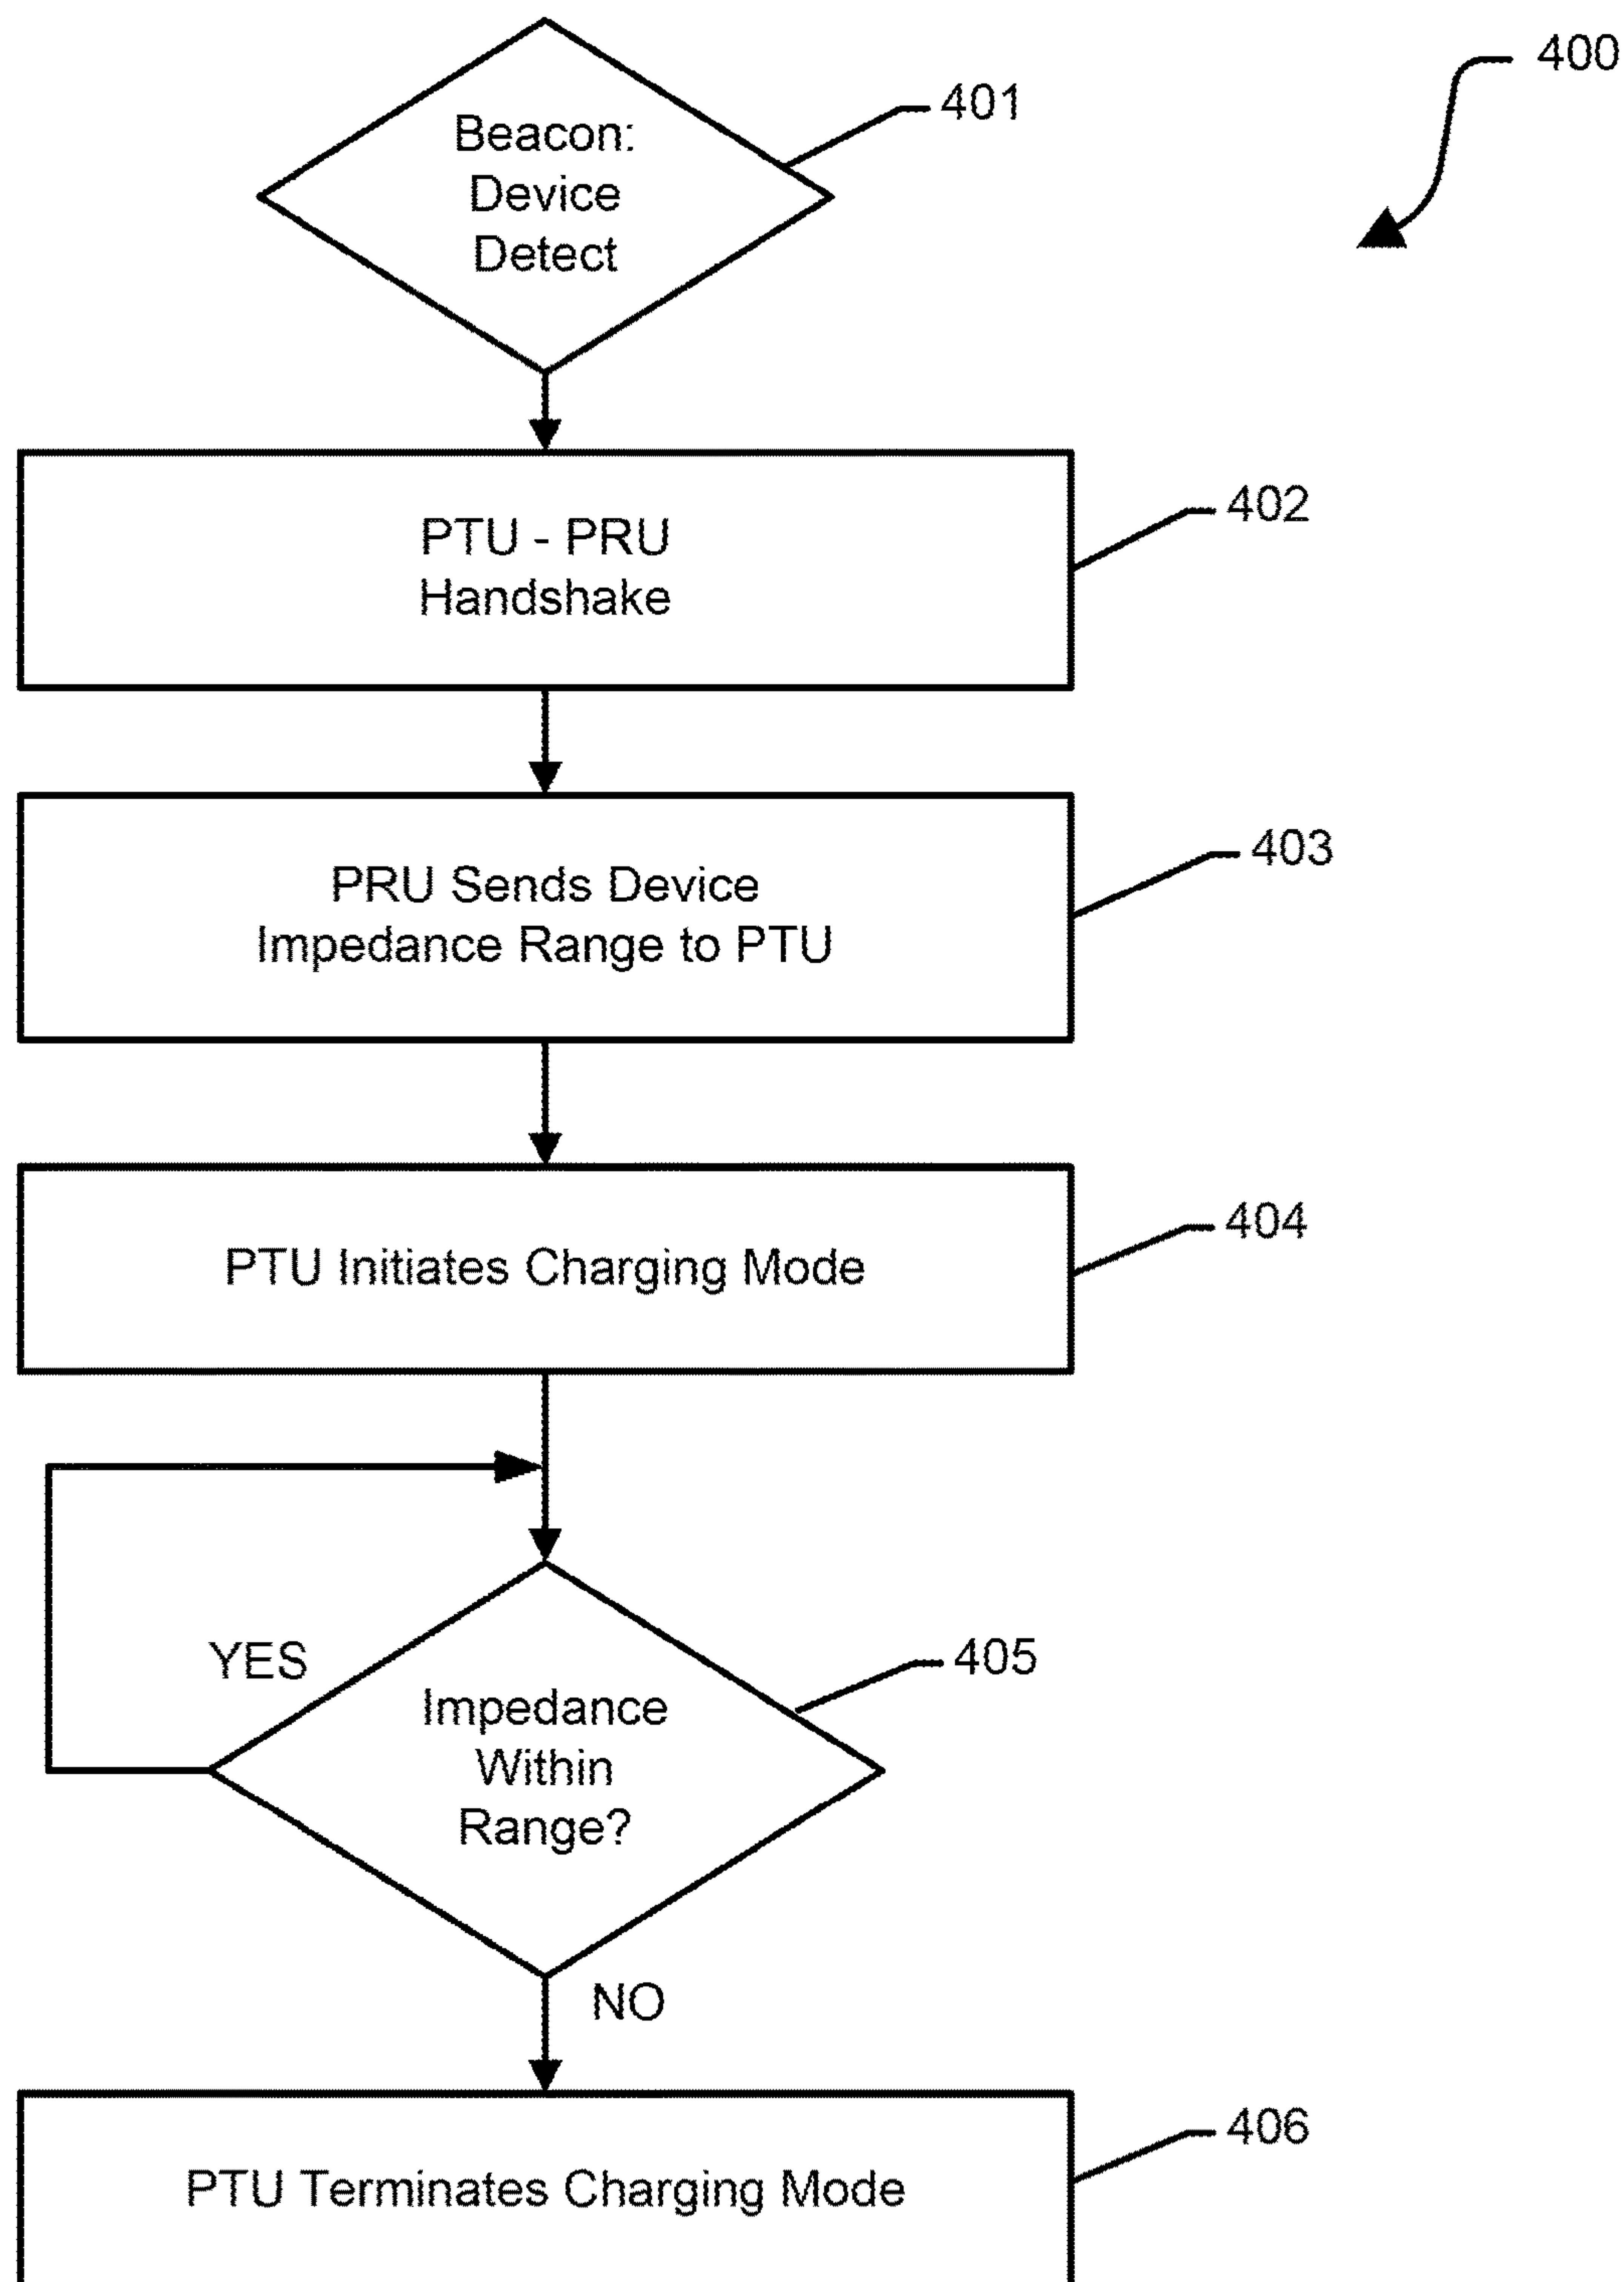 400
401
Beacon:
Device
Detect
402
PTU - PRU
Handshake
403
PRU Sends Device
Impedance Range to PTU
404
PTU Initiates Charging Mode
YES
405
Impedance
Within
Range?
NO
406
PTU Terminates Charging Mode